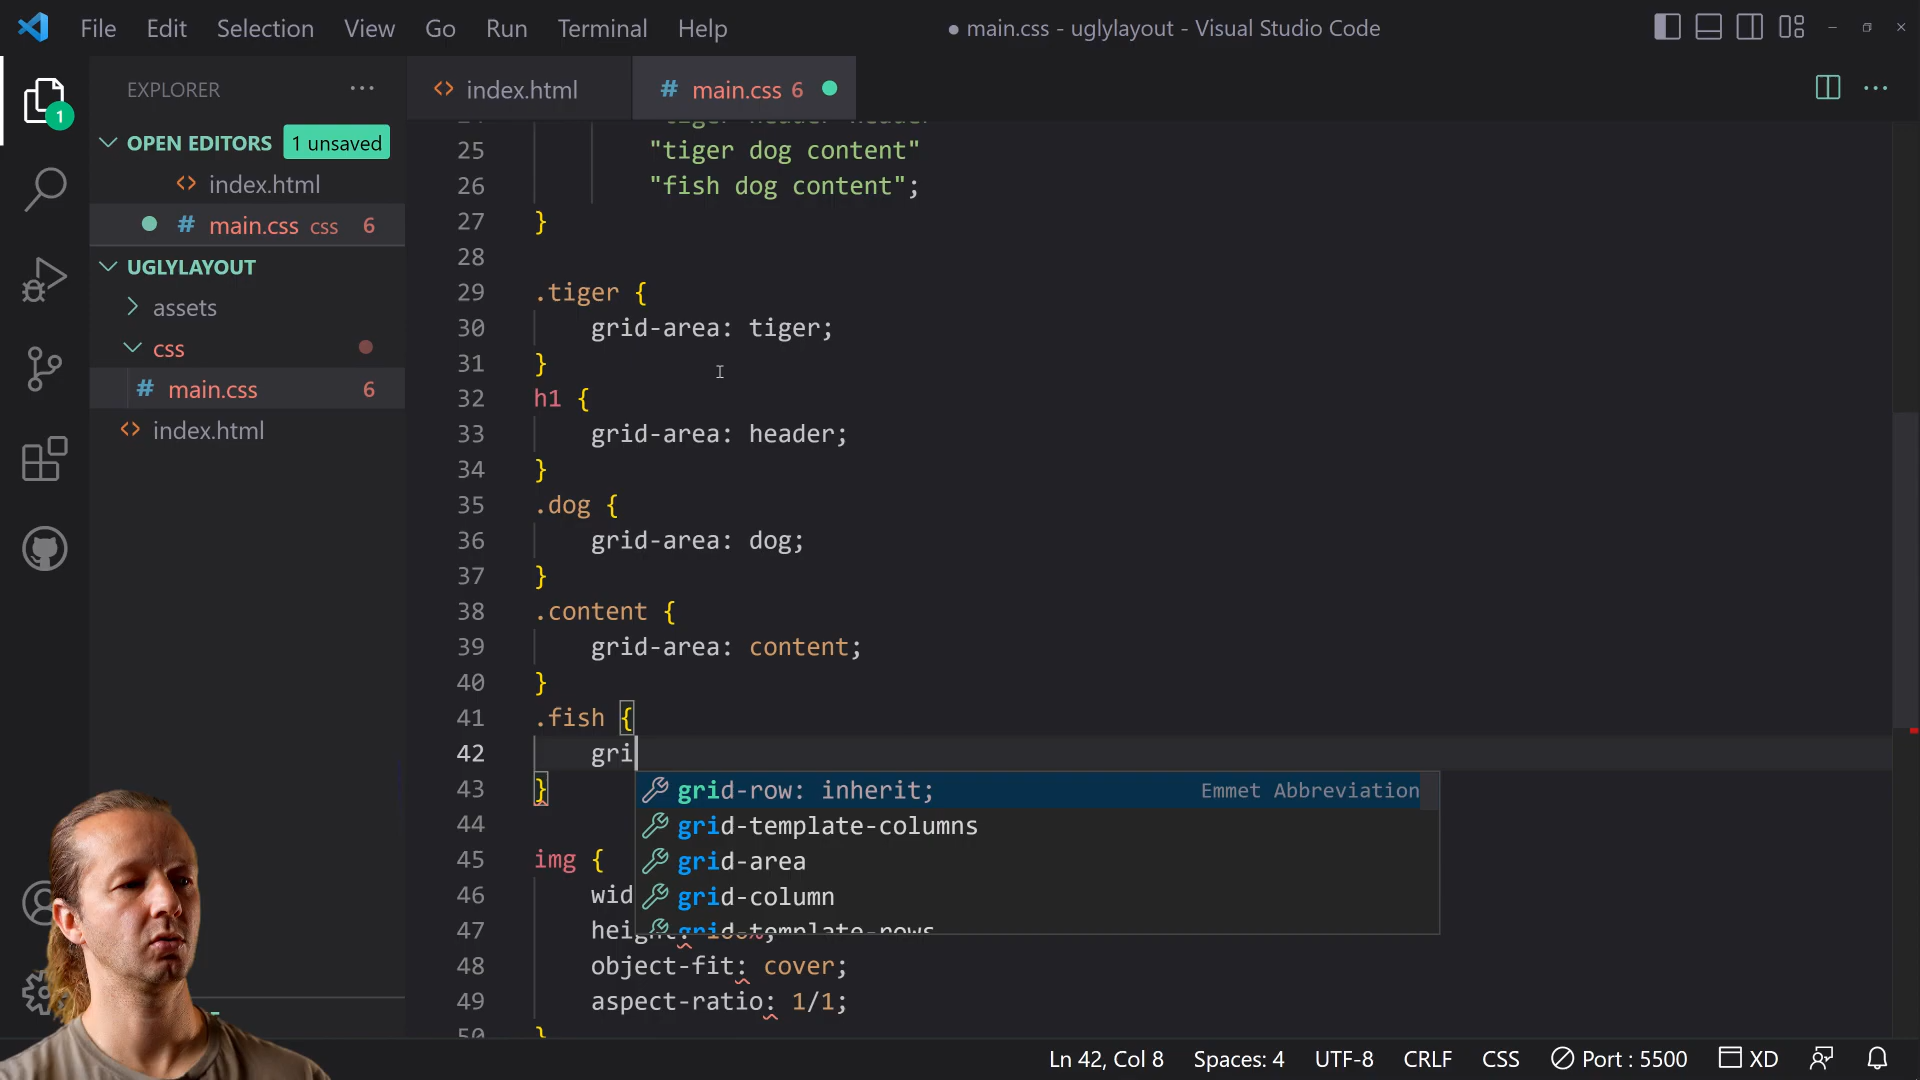 File Edit Selection View Go Run Terminal Help
● main.css - uglylayout - Visual Studio Code
EXPLORER
OPEN EDITORS 1 unsaved
<> index.html
# main.css css 6
UGLYLAYOUT
assets
css
# main.css 6
<> index.html
1
<> index.html
# main.css 6
25 "tiger dog content"
26 "fish dog content";
27 }
28
29 .tiger {
30 grid-area: tiger;
31 }
32 h1 {
33 grid-area: header;
34 }
35 .dog {
36 grid-area: dog;
37 }
38 .content {
39 grid-area: content;
40 }
41 .fish {
42 gri
43 }
44
45 img {
46 wid
47
48 object-fit: cover;
49 aspect-ratio: 1/1;
50 }
grid-row: inherit; Emmet Abbreviation
grid-template-columns
grid-area
grid-column
grid-template-rows
Ln 42, Col 8 Spaces: 4 UTF-8 CRLF CSS Port : 5500 XD